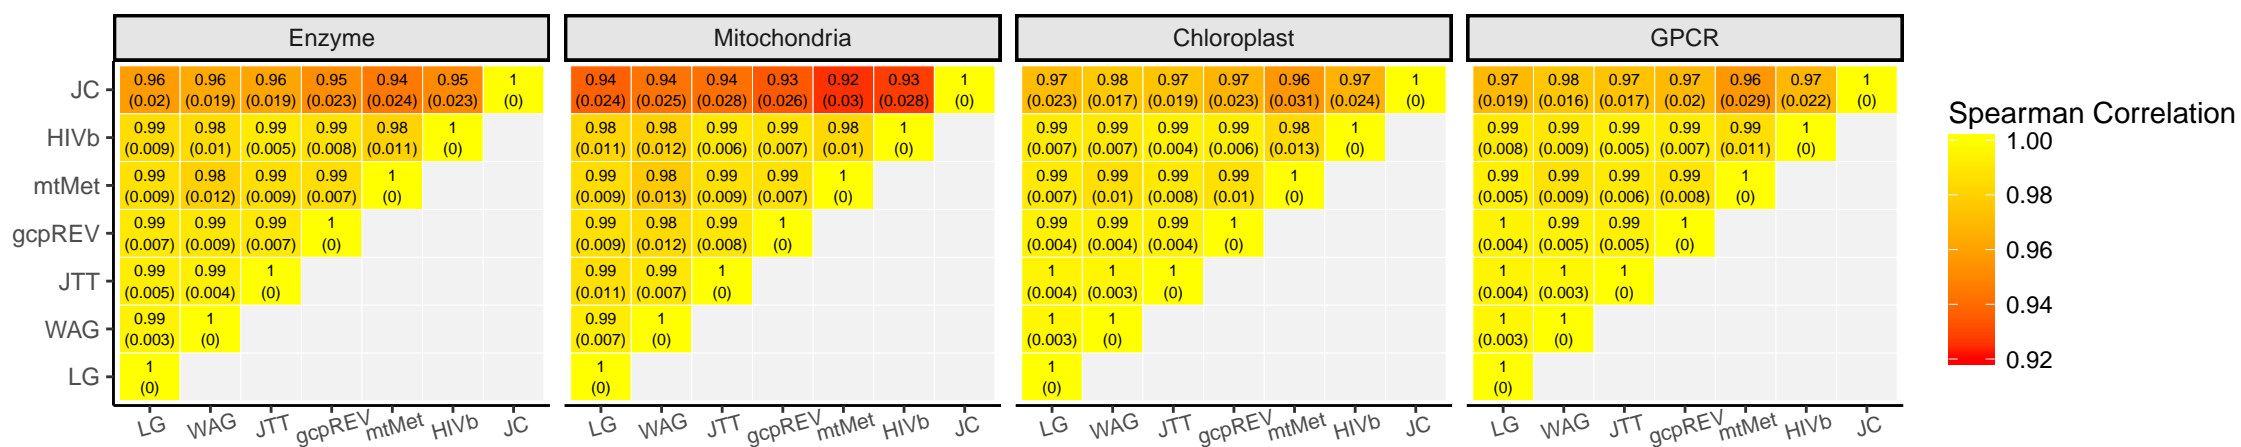 Enzyme Mitochondria Chloroplast GPCR
JC 0.96 0.96 0.96 0.95 0.94 0.95 1 0.94 0.94 0.94 0.93 0.92 0.93 1 0.97 0.98 0.97 0.97 0.96 0.97 1 0.97 0.98 0.97 0.97 0.96 0.97 1
(0.02) (0.019) (0.019) (0.023) (0.024) (0.023) (0) (0.024) (0.025) (0.028) (0.026) (0.03) (0.028) (0) (0.023) (0.017) (0.019) (0.023) (0.031) (0.024) (0) (0.019) (0.016) (0.017) (0.02) (0.029) (0.022) (0)
HIVb 0.99 0.98 0.99 0.99 0.98 1 0.98 0.98 0.99 0.99 0.98 1 0.99 0.99 0.99 0.99 0.98 1 0.99 0.99 0.99 0.99 0.99 1
(0.009) (0.01) (0.005) (0.008) (0.011) (0) (0.011) (0.012) (0.006) (0.007) (0.01) (0) (0.007) (0.007) (0.004) (0.006) (0.013) (0) (0.008) (0.009) (0.005) (0.007) (0.011) (0)
mtMet 0.99 0.98 0.99 0.99 1 0.99 0.98 0.99 0.99 1 0.99 0.99 0.99 0.99 1 0.99 0.99 0.99 0.99 1
(0.009) (0.012) (0.009) (0.007) (0) (0.009) (0.013) (0.009) (0.007) (0) (0.007) (0.01) (0.008) (0.01) (0) (0.005) (0.009) (0.006) (0.008) (0)
gcpREV 0.99 0.99 0.99 1 0.99 0.98 0.99 1 0.99 0.99 0.99 1 1 0.99 0.99 1
(0.007) (0.009) (0.007) (0) (0.009) (0.012) (0.008) (0) (0.004) (0.004) (0.004) (0) (0.004) (0.005) (0.005) (0)
JTT 0.99 0.99 1 0.99 0.99 1 1 1 1 1 1 1
(0.005) (0.004) (0) (0.011) (0.007) (0) (0.004) (0.003) (0) (0.004) (0.003) (0)
WAG 0.99 1 0.99 1 1 1 1 1
(0.003) (0) (0.007) (0) (0.003) (0) (0.003) (0)
LG 1 1 1 1
(0) (0) (0) (0)
LG WAG JTT gcpREV mtMet HIVb JC LG WAG JTT gcpREV mtMet HIVb JC LG WAG JTT gcpREV mtMet HIVb JC LG WAG JTT gcpREV mtMet HIVb JC
Spearman Correlation
1.00
0.98
0.96
0.94
0.92